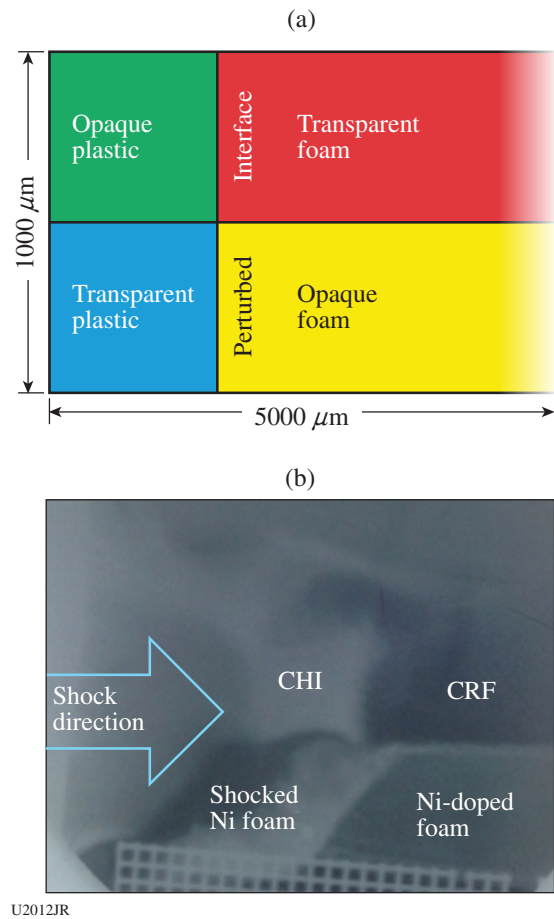 (a)
Opaque
plastic
Interface
Transparent
foam
1000 μm
Transparent
plastic
Perturbed
Opaque
foam
5000 μm
(b)
Shock
direction
CHI
CRF
Shocked
Ni foam
Ni-doped
foam
U2012JR